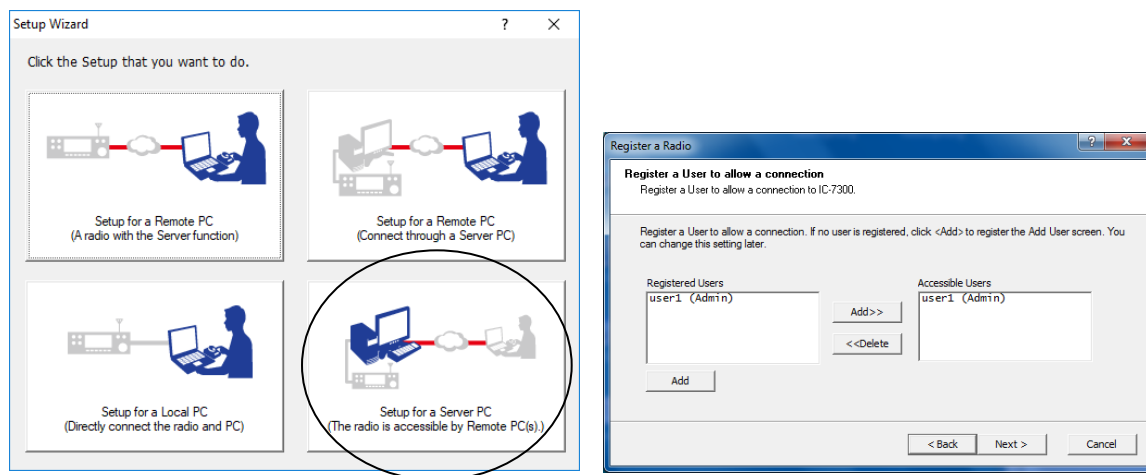 Setup Wizard
?
Click the Setup that you want to do.
Setup for a Remote PC
(A radio with the Server function)
Setup for a Remote PC
(Connect through a Server PC)
Setup for a Local PC
(Directly connect the radio and PC)
Setup for a Server PC
(The radio is accessible by Remote PC(s).)
Register a Radio
?
Register a User to allow a connection
Register a User to allow a connection to IC-7300.
Register a User to allow a connection. If no user is registered, click <Add> to register the Add User screen. You
can change this setting later.
Registered Users
user1 (Admin)
Add>>
<<Delete
Accessible Users
user1 (Admin)
Add
< Back
Next >
Cancel